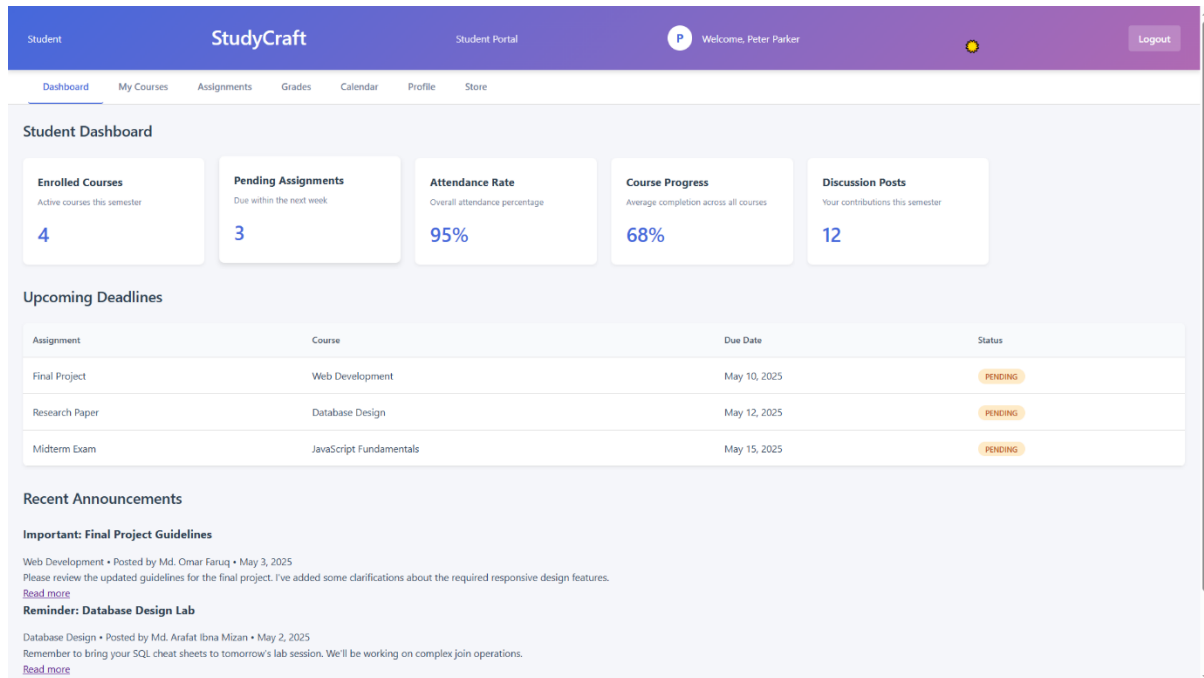 Student StudyCraft Student Portal P Welcome, Peter Parker Logout
Dashboard My Courses Assignments Grades Calendar Profile Store
Student Dashboard
Enrolled Courses
Active courses this semester
4
Pending Assignments
Due within the next week
3
Attendance Rate
Overall attendance percentage
95%
Course Progress
Average completion across all courses
68%
Discussion Posts
Your contributions this semester
12
Upcoming Deadlines
Assignment Course Due Date Status
Final Project Web Development May 10, 2025 PENDING
Research Paper Database Design May 12, 2025 PENDING
Midterm Exam JavaScript Fundamentals May 15, 2025 PENDING
Recent Announcements
Important: Final Project Guidelines
Web Development • Posted by Md. Omar Faruq • May 3, 2025
Please review the updated guidelines for the final project. I've added some clarifications about the required responsive design features.
Read more
Reminder: Database Design Lab
Database Design • Posted by Md. Arafat Ibna Mizan • May 2, 2025
Remember to bring your SQL cheat sheets to tomorrow's lab session. We'll be working on complex join operations.
Read more